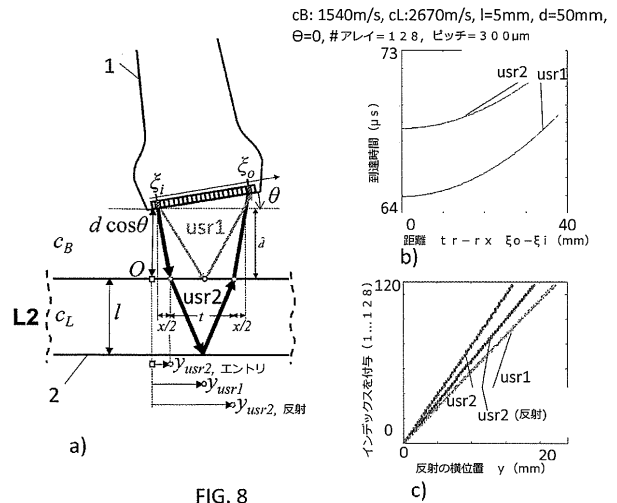 cB: 1540m/s, cL:2670m/s, l=5mm, d=50mm,
Θ=0, #アレイ=128, ピッチ=300μm
1
ξi
ξo
θ
d cosθ
usr1
d
cB
O
usr2
L2
cL
l
x/2
t
x/2
2
yusr2, エントリ
yusr1
yusr2, 反射
a)
73
usr2
usr1
到達時間 (μs)
64
0
40
距離 tr-rx ξo-ξi (mm)
b)
120
インデックスを付与 (1...128)
usr1
usr2
usr2 (反射)
0
0
20
反射の横位置 y (mm)
c)
FIG. 8